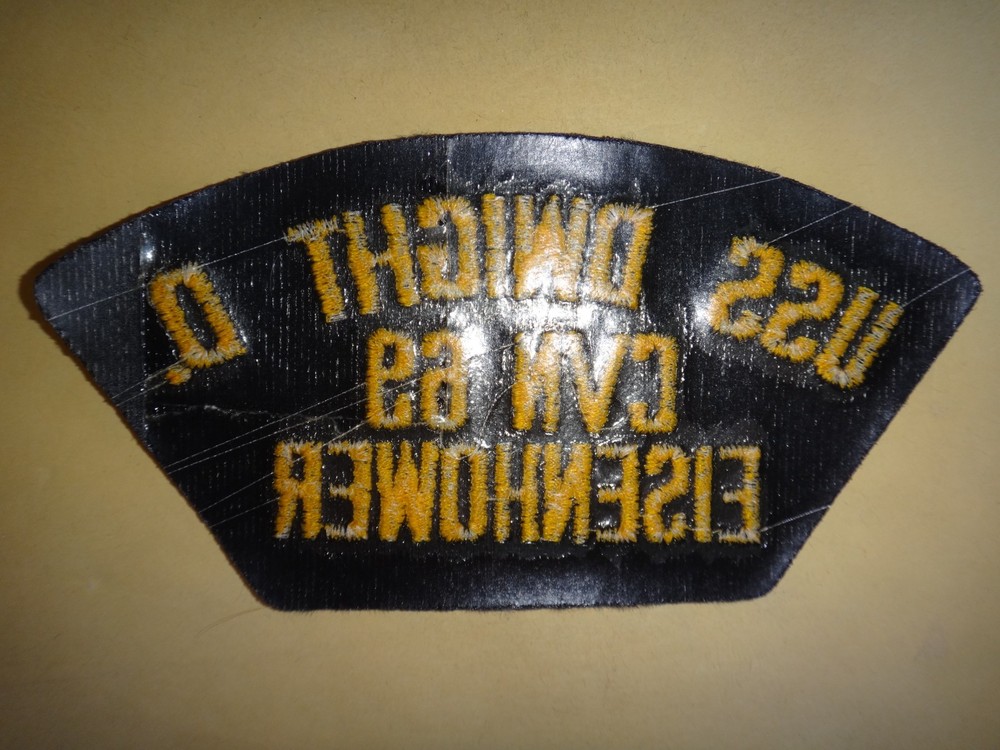 USS DWIGHT D.
CVN 69
EISENHOWER